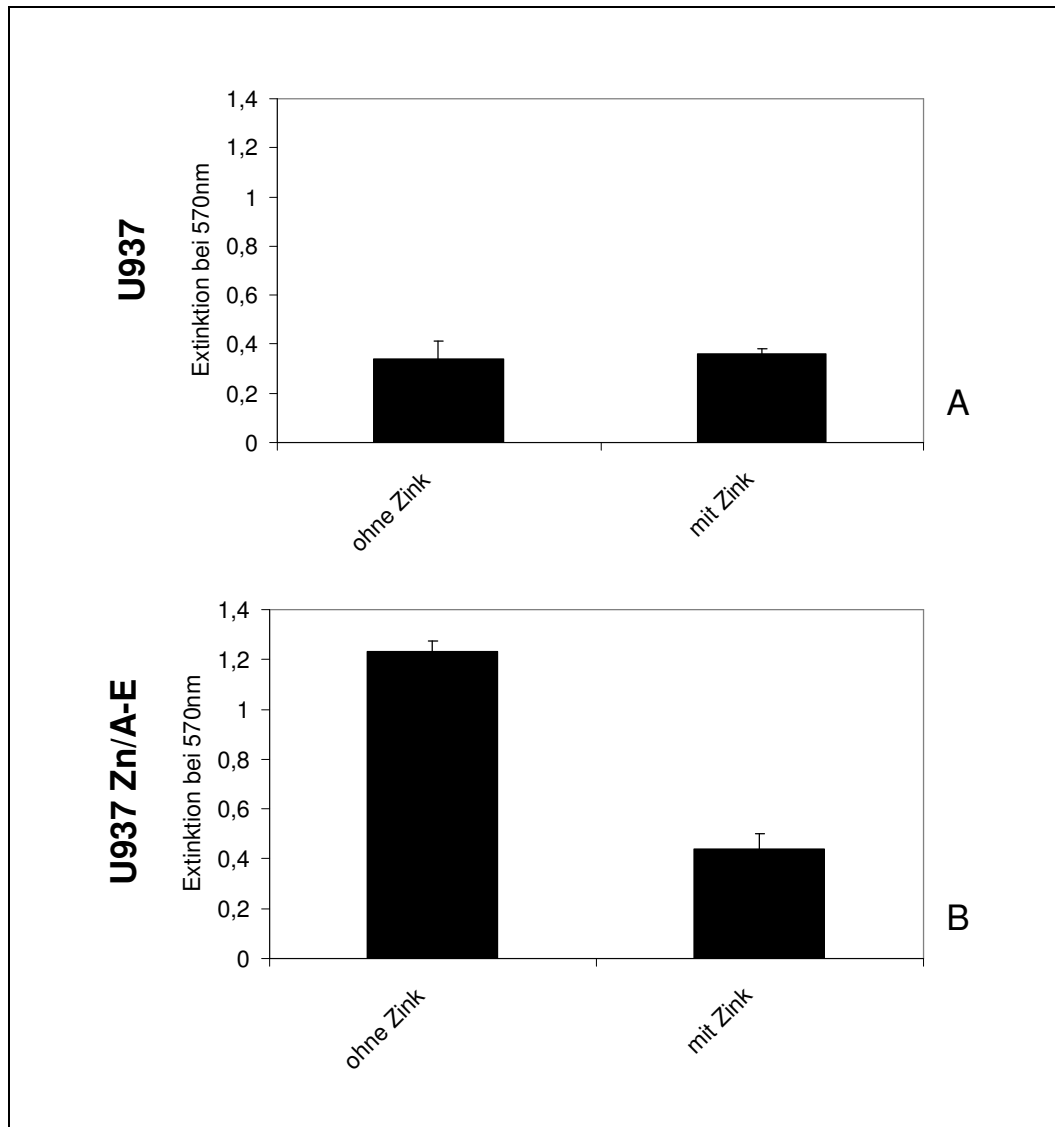 U937
Extinktion bei 570nm
1,4
1,2
1
0,8
0,6
0,4
0,2
0
ohne Zink
mit Zink
A
U937 Zn/A-E
Extinktion bei 570nm
1,4
1,2
1
0,8
0,6
0,4
0,2
0
ohne Zink
mit Zink
B